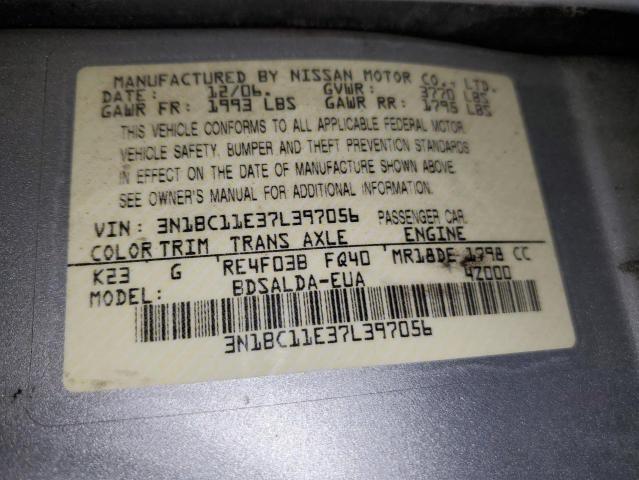 MANUFACTURED BY NISSAN MOTOR CO., LTD.
DATE: 12/06. GVWR: 3770 LBS
GAWR FR: 1993 LBS GAWR RR: 1795 LBS
THIS VEHICLE CONFORMS TO ALL APPLICABLE FEDERAL MOTOR
VEHICLE SAFETY, BUMPER AND THEFT PREVENTION STANDARDS
IN EFFECT ON THE DATE OF MANUFACTURE SHOWN ABOVE.
SEE OWNER'S MANUAL FOR ADDITIONAL INFORMATION.
VIN: 3N1BC11E37L397056 PASSENGER CAR
COLOR TRIM TRANS AXLE ENGINE
K23 G RE4F03B FQ40 MR18DE 1798 CC
MODEL: BDSALDA-EUA 4Z000
3N1BC11E37L397056